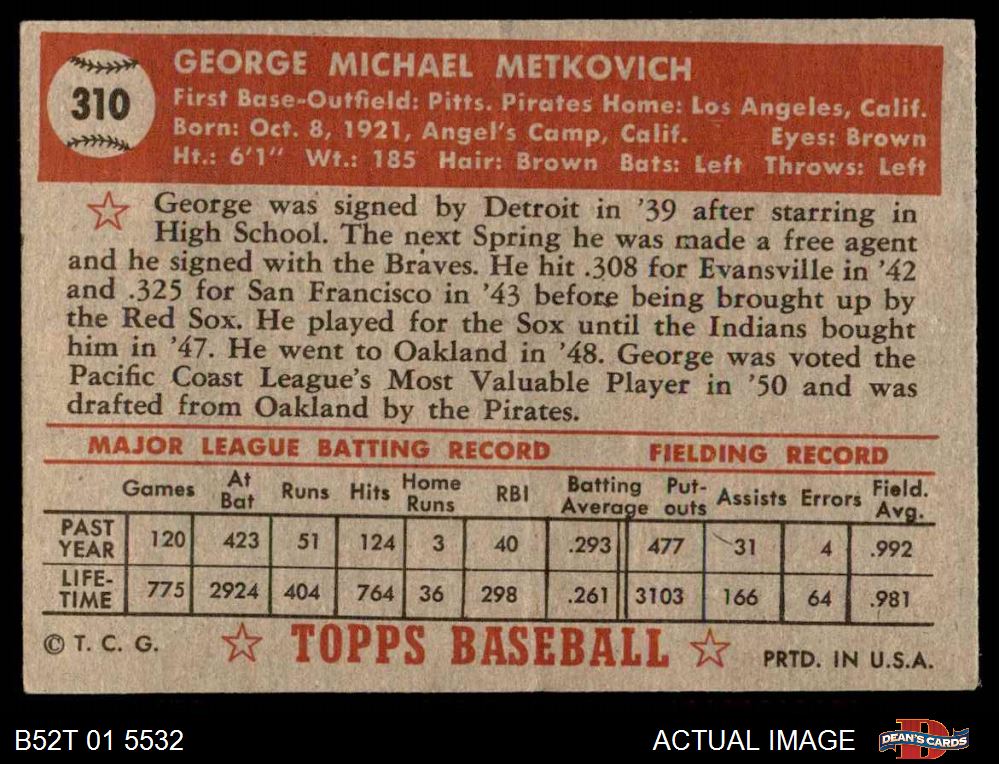 310
GEORGE MICHAEL METKOVICH
First Base-Outfield: Pitts. Pirates Home: Los Angeles, Calif.
Born: Oct. 8, 1921, Angel's Camp, Calif. Eyes: Brown
Ht.: 6'1" Wt.: 185 Hair: Brown Bats: Left Throws: Left
George was signed by Detroit in '39 after starring in
High School. The next Spring he was made a free agent
and he signed with the Braves. He hit .308 for Evansville in '42
and .325 for San Francisco in '43 before being brought up by
the Red Sox. He played for the Sox until the Indians bought
him in '47. He went to Oakland in '48. George was voted the
Pacific Coast League's Most Valuable Player in '50 and was
drafted from Oakland by the Pirates.
MAJOR LEAGUE BATTING RECORD FIELDING RECORD
Games At Bat Runs Hits Home Runs RBI Batting Average Put-outs Assists Errors Field. Avg.
PAST YEAR 120 423 51 124 3 40 .293 477 31 4 .992
LIFE-TIME 775 2924 404 764 36 298 .261 3103 166 64 .981
© T. C. G. TOPPS BASEBALL PRTD. IN U.S.A.
B52T 01 5532 ACTUAL IMAGE D DEAN'S CARDS